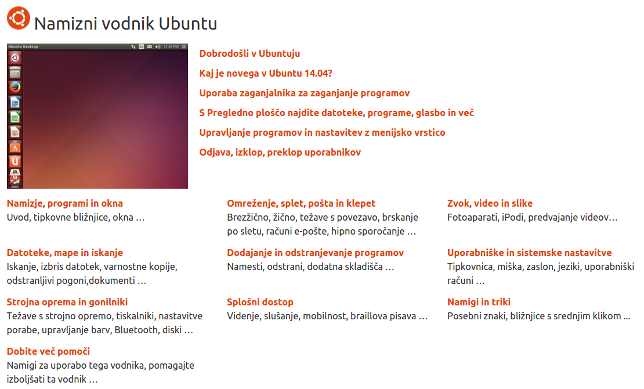 Namizni vodnik Ubuntu
Ubuntu Desktop
Dobrodošli v Ubuntuju
Kaj je novega v Ubuntu 14.04?
Uporaba zaganjalnika za zaganjanje programov
S Pregledno ploščo najdite datoteke, programe, glasbo in več
Upravljanje programov in nastavitev z menijsko vrstico
Odjava, izklop, preklop uporabnikov
Namizje, programi in okna
Uvod, tipkovne bližnjice, okna …
Omreženje, splet, pošta in klepet
Brezžično, žično, težave s povezavo, brskanje
po sletu, računi e-pošte, hipno sporočanje …
Zvok, video in slike
Fotoaparati, iPodi, predvajanje videov…
Datoteke, mape in iskanje
Iskanje, izbris datotek, varnostne kopije,
odstranljivi pogoni,dokumenti …
Dodajanje in odstranjevanje programov
Namesti, odstrani, dodatna skladišča …
Uporabniške in sistemske nastavitve
Tipkovnica, miška, zaslon, jeziki, uporabniški
računi …
Strojna oprema in gonilniki
Težave s strojno opremo, tiskalniki, nastavitve
porabe, upravljanje barv, Bluetooth, diski …
Splošni dostop
Videnje, slušanje, mobilnost, braillova pisava …
Namigi in triki
Posebni znaki, bližnjice s srednjim klikom ...
Dobite več pomoči
Namigi za uporabo tega vodnika, pomagajte
izboljšati ta vodnik …